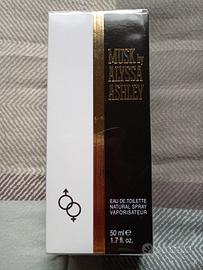 MUSK by
ALYSSA
ASHLEY
EAU DE TOILETTE
NATURAL SPRAY
VAPORISATEUR
50 ml e
1.7 fl. oz.